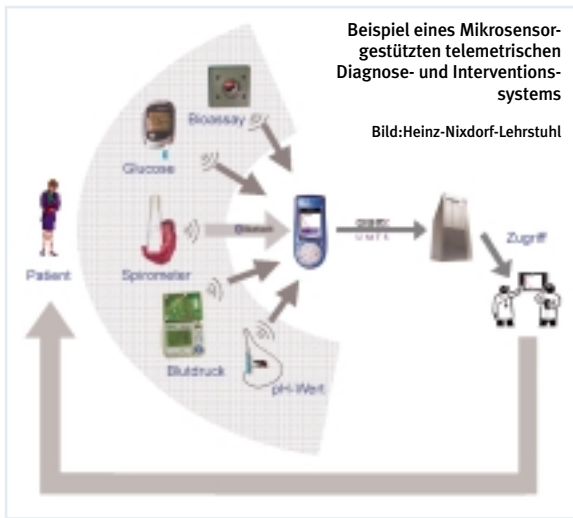 Beispiel eines Mikrosensor-
gestützten telemetrischen
Diagnose- und Interventions-
systems
Bild:Heinz-Nixdorf-Lehrstuhl
Bioassay
Glucose
Spirometer
Patient
Blutdruck
pH-Wert
Bluetooth
UMTS
Zugriff